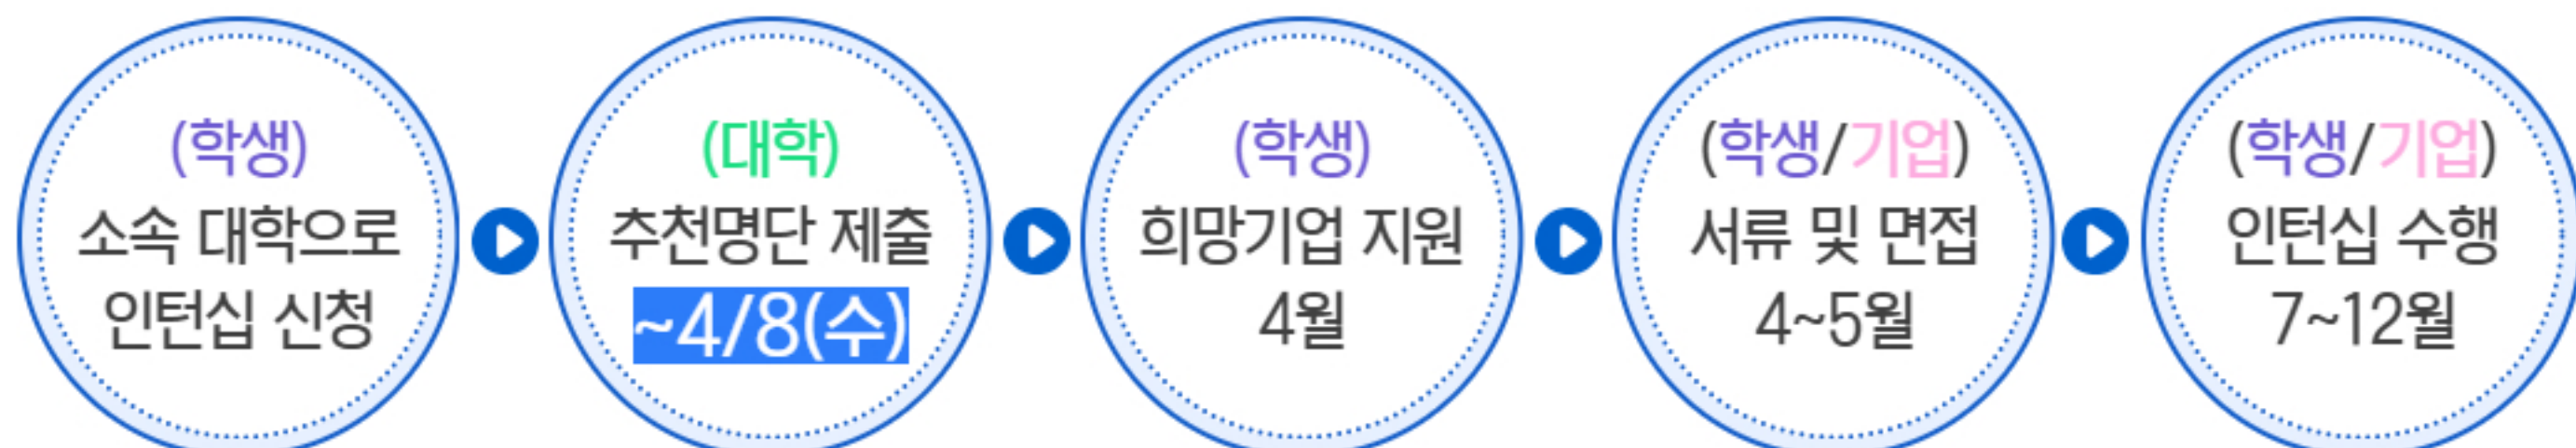 (학생)
소속 대학으로
인턴십 신청
(대학)
추천명단 제출
~4/8(수)
(학생)
희망기업 지원
4월
(학생/기업)
서류 및 면접
4~5월
(학생/기업)
인턴십 수행
7~12월